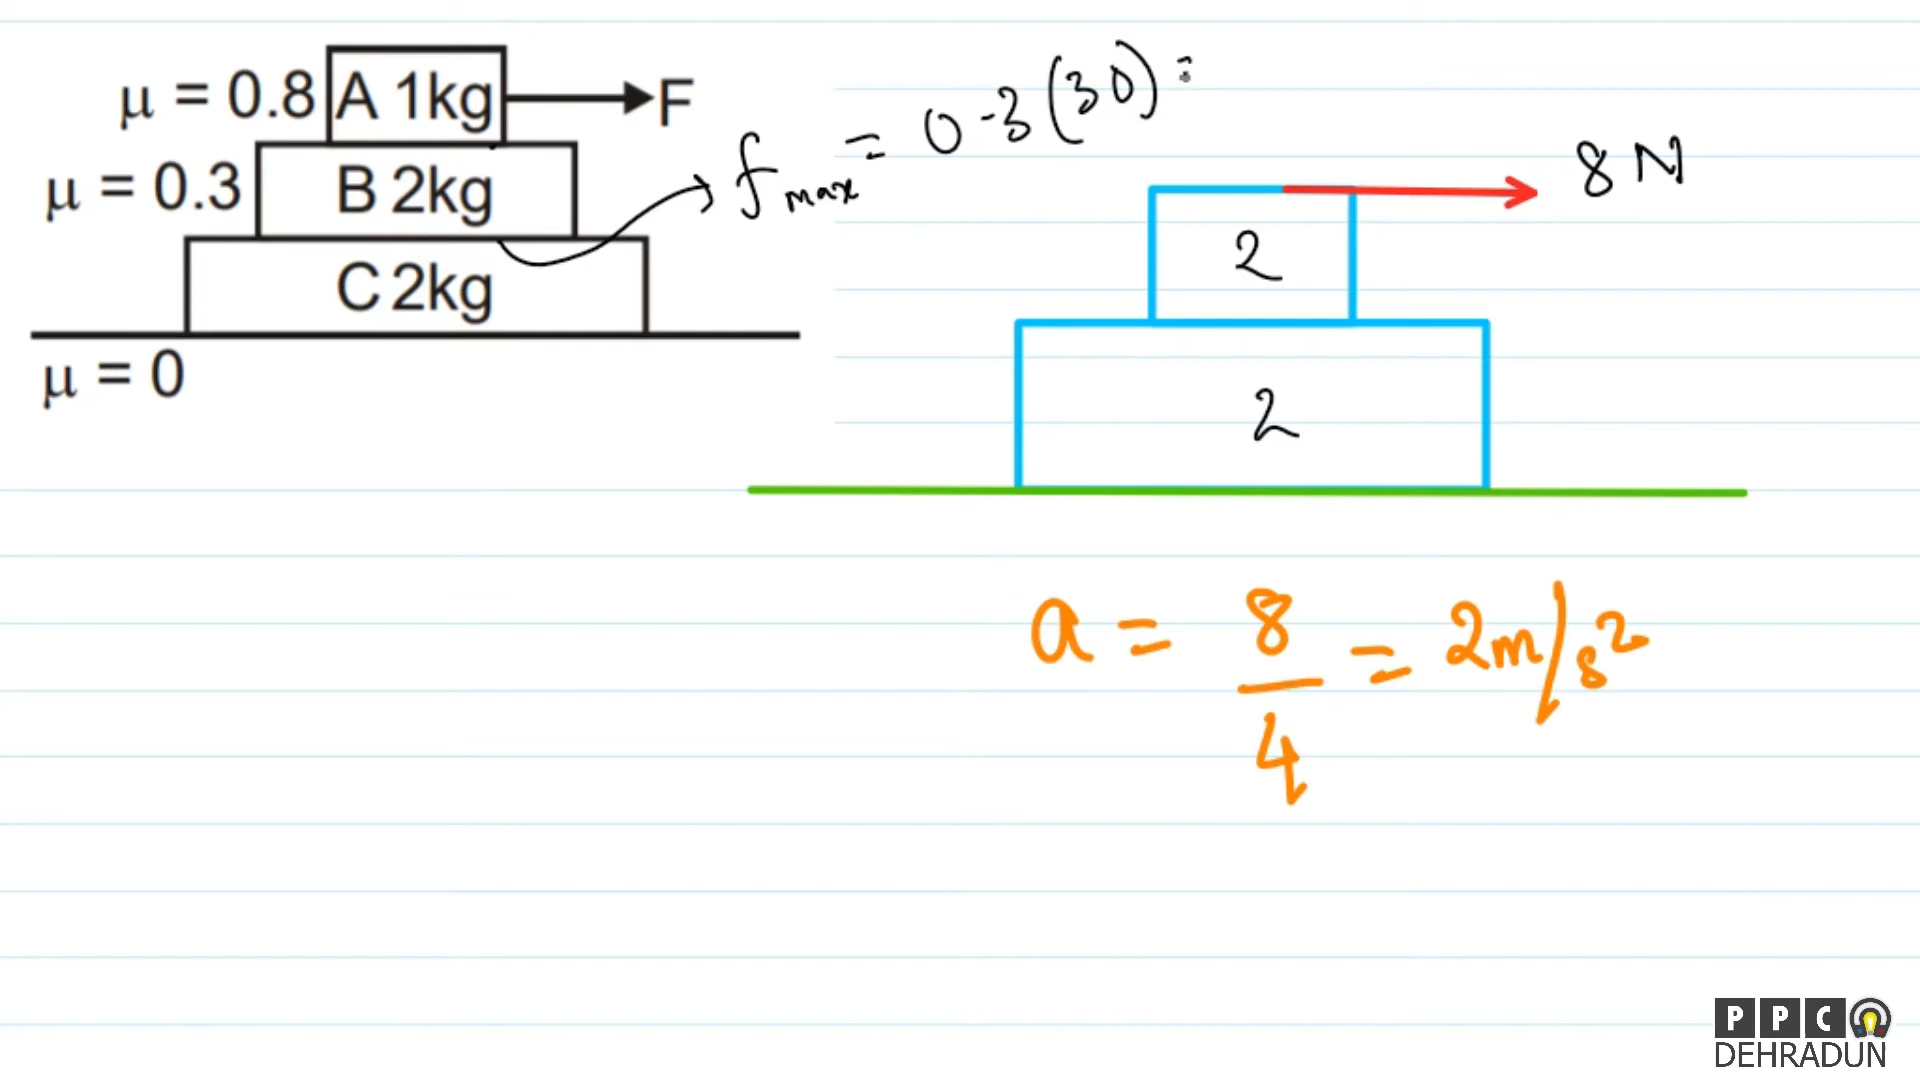 μ = 0.8 A 1kg F
μ = 0.3 B 2kg
C 2kg
μ = 0
fmax = 0.3 (30) =
8 N
2
2
a = 8/4 = 2m/s²
PPC
DEHRADUN